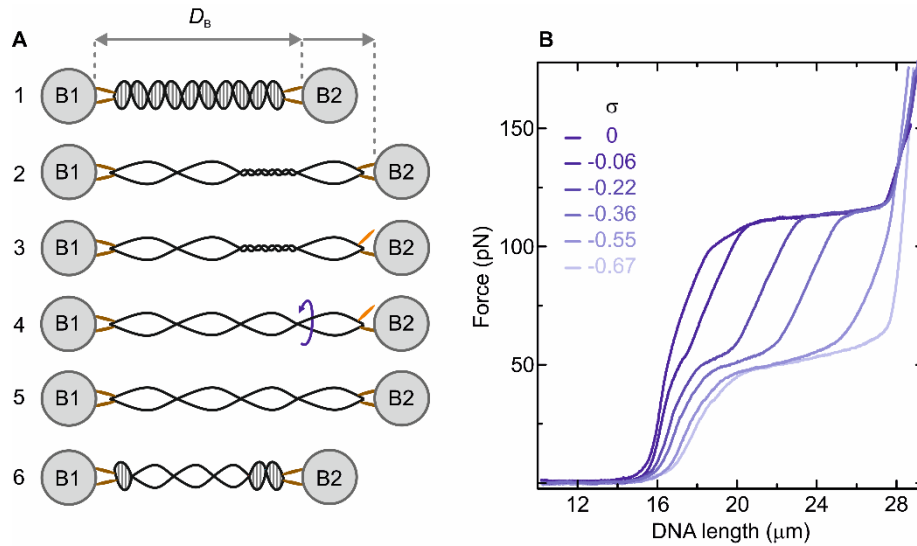 D_B
A
1 B1 B2
2 B1 B2
3 B1 B2
4 B1 B2
5 B1 B2
6 B1 B2
B
σ
0
-0.06
-0.22
-0.36
-0.55
-0.67
150
100
50
Force (pN)
12 16 20 24 28
DNA length (μm)